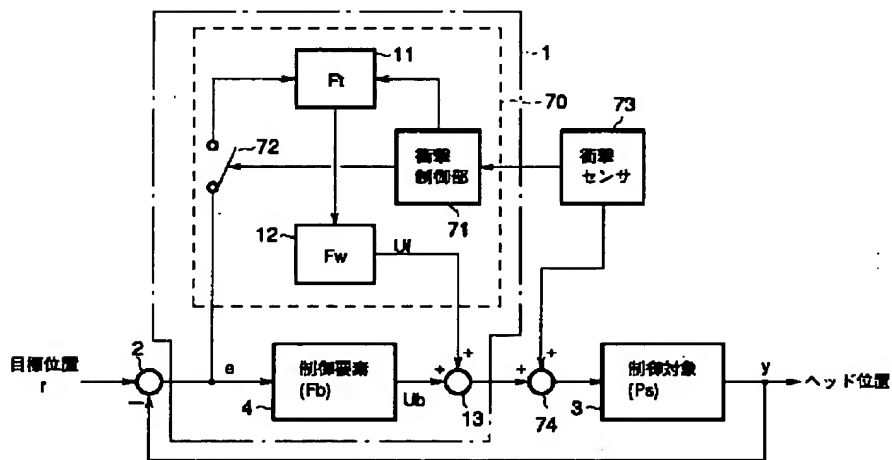 11
Ft
1
70
72
衝撃
制御部
71
73
衝撃
センサ
12
Fw
Uf
目標位置
r
2
−
e
制御要素
(Fb)
4
Ub
+
+
13
+
+
74
制御対象
(Ps)
3
y
ヘッド位置